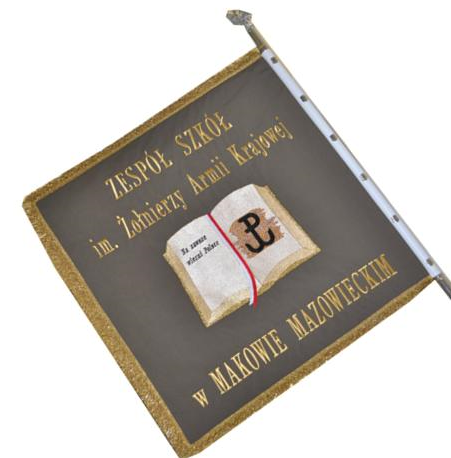 ZESPÓŁ SZKÓŁ
im. Żołnierzy Armii Krajowej
Na zawsze
wierni Polsce
w MAKOWIE MAZOWIECKIM